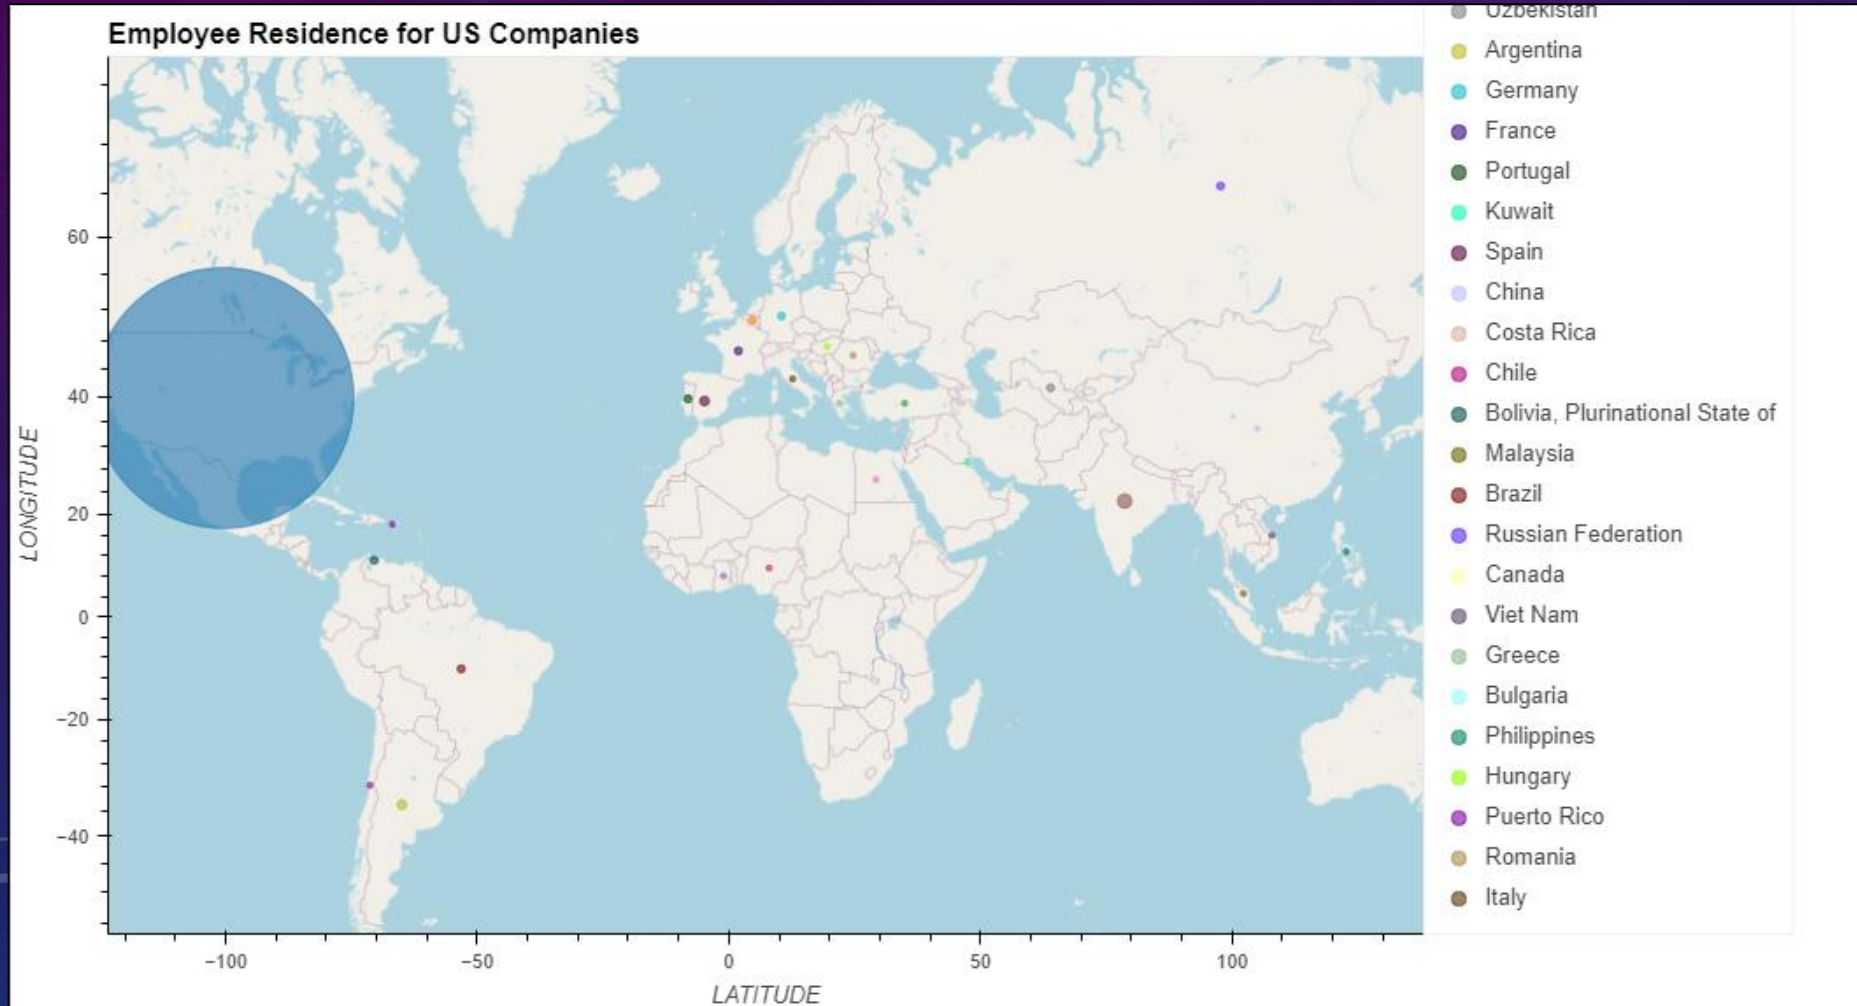 Employee Residence for US Companies
60
40
20
0
−20
−40
LONGITUDE
−100
−50
0
50
100
LATITUDE
Uzbekistan
Argentina
Germany
France
Portugal
Kuwait
Spain
China
Costa Rica
Chile
Bolivia, Plurinational State of
Malaysia
Brazil
Russian Federation
Canada
Viet Nam
Greece
Bulgaria
Philippines
Hungary
Puerto Rico
Romania
Italy